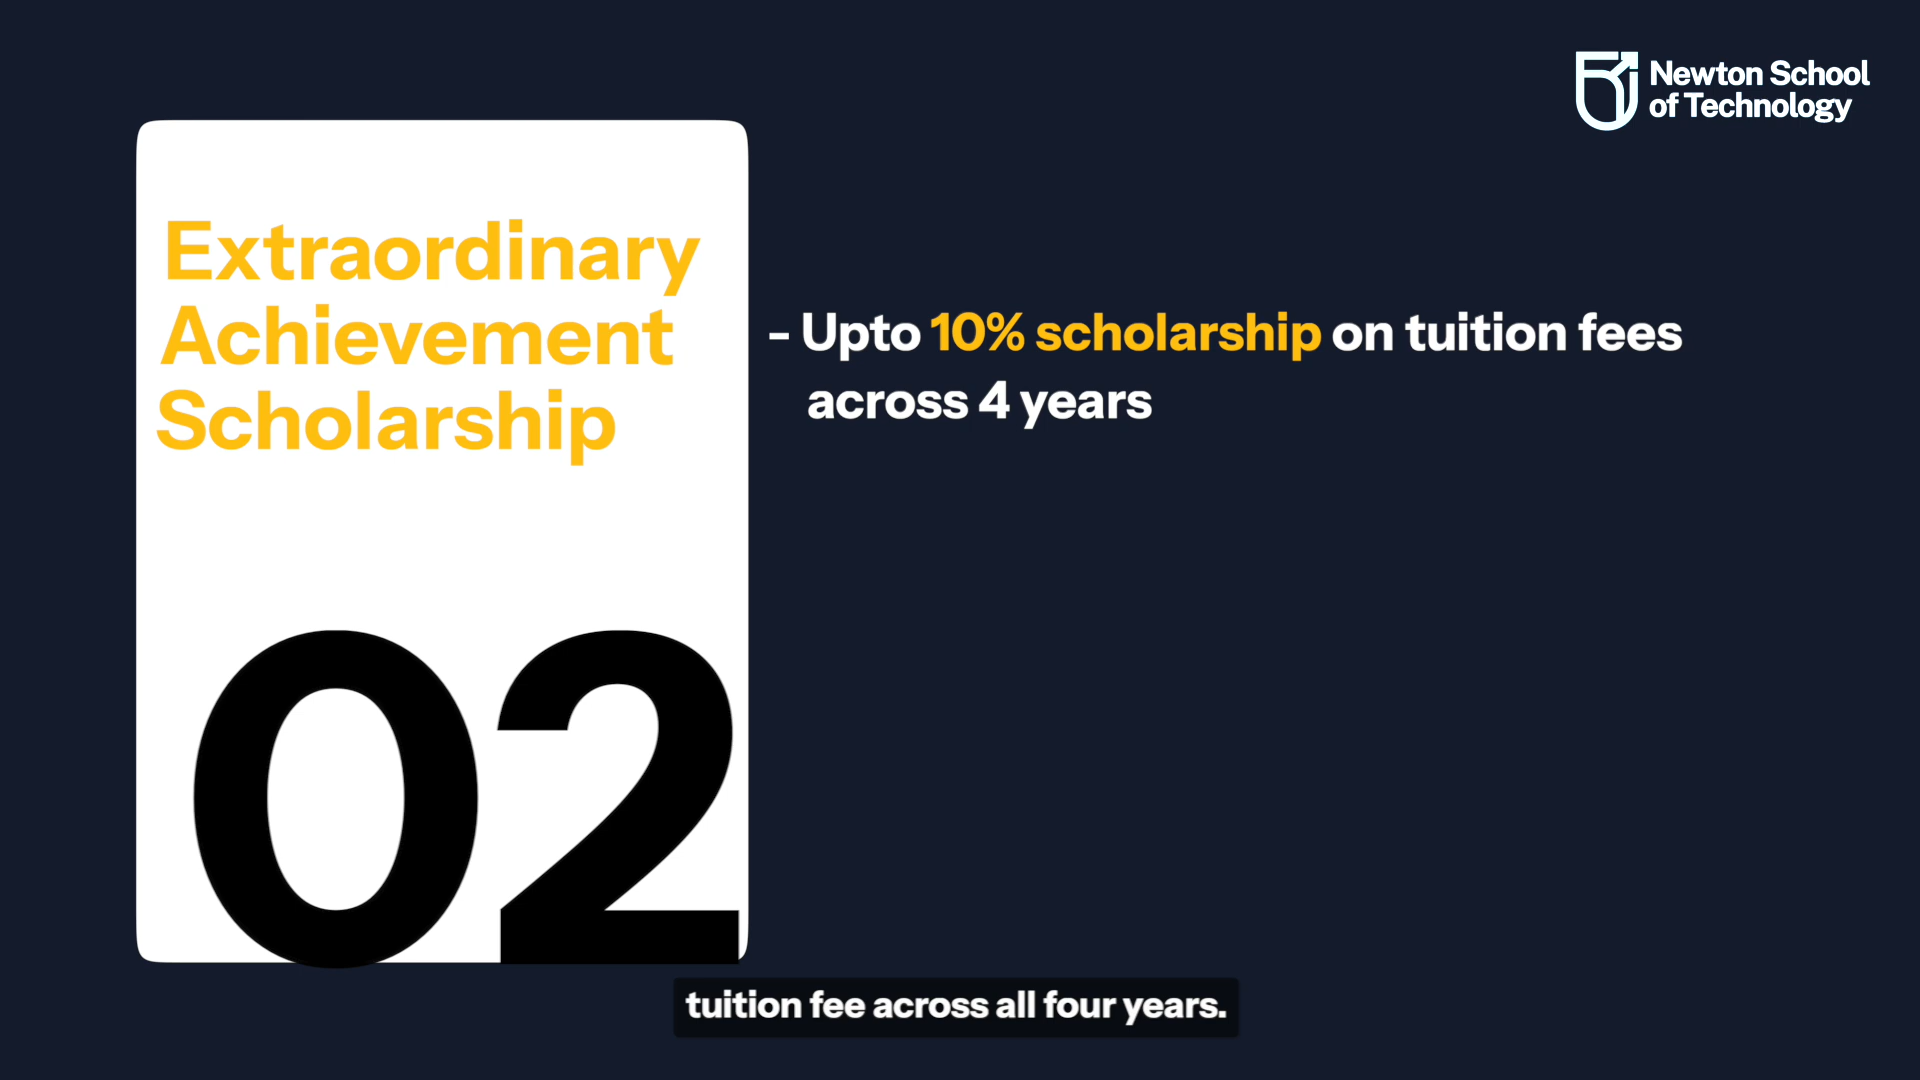 Newton School
of Technology
Extraordinary
Achievement
Scholarship
- Upto 10% scholarship on tuition fees
across 4 years
02
tuition fee across all four years.